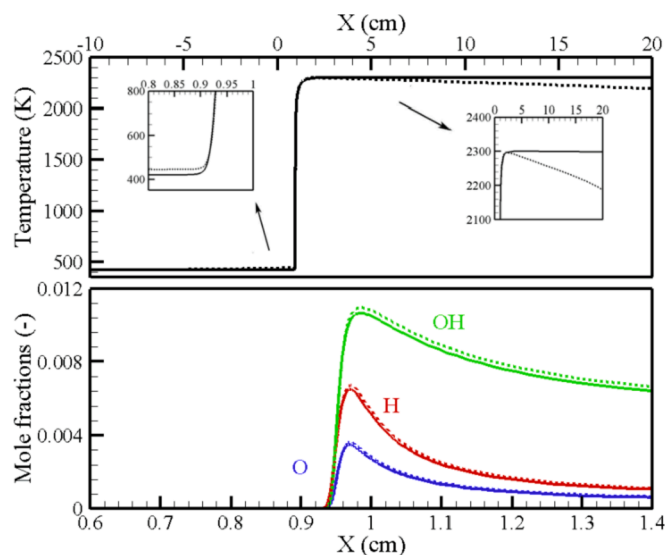 X (cm)
-10 -5 0 5 10 15 20
Temperature (K)
2500
2000
1500
1000
500
0.8 0.85 0.9 0.95 1
800
600
400
0 5 10 15 20
2400
2300
2200
2100
Mole fractions (-)
0.012
0.008
0.004
0
OH
H
O
0.6 0.7 0.8 0.9 1 1.1 1.2 1.3 1.4
X (cm)